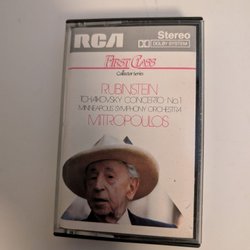 RCA
Stereo
DOLBY SYSTEM
FIRST CLASS
Collector Series
RUBINSTEIN
TCHAIKOVSKY CONCERTO No.1
MINNEAPOLIS SYMPHONY ORCHESTRA
MITROPOULOS